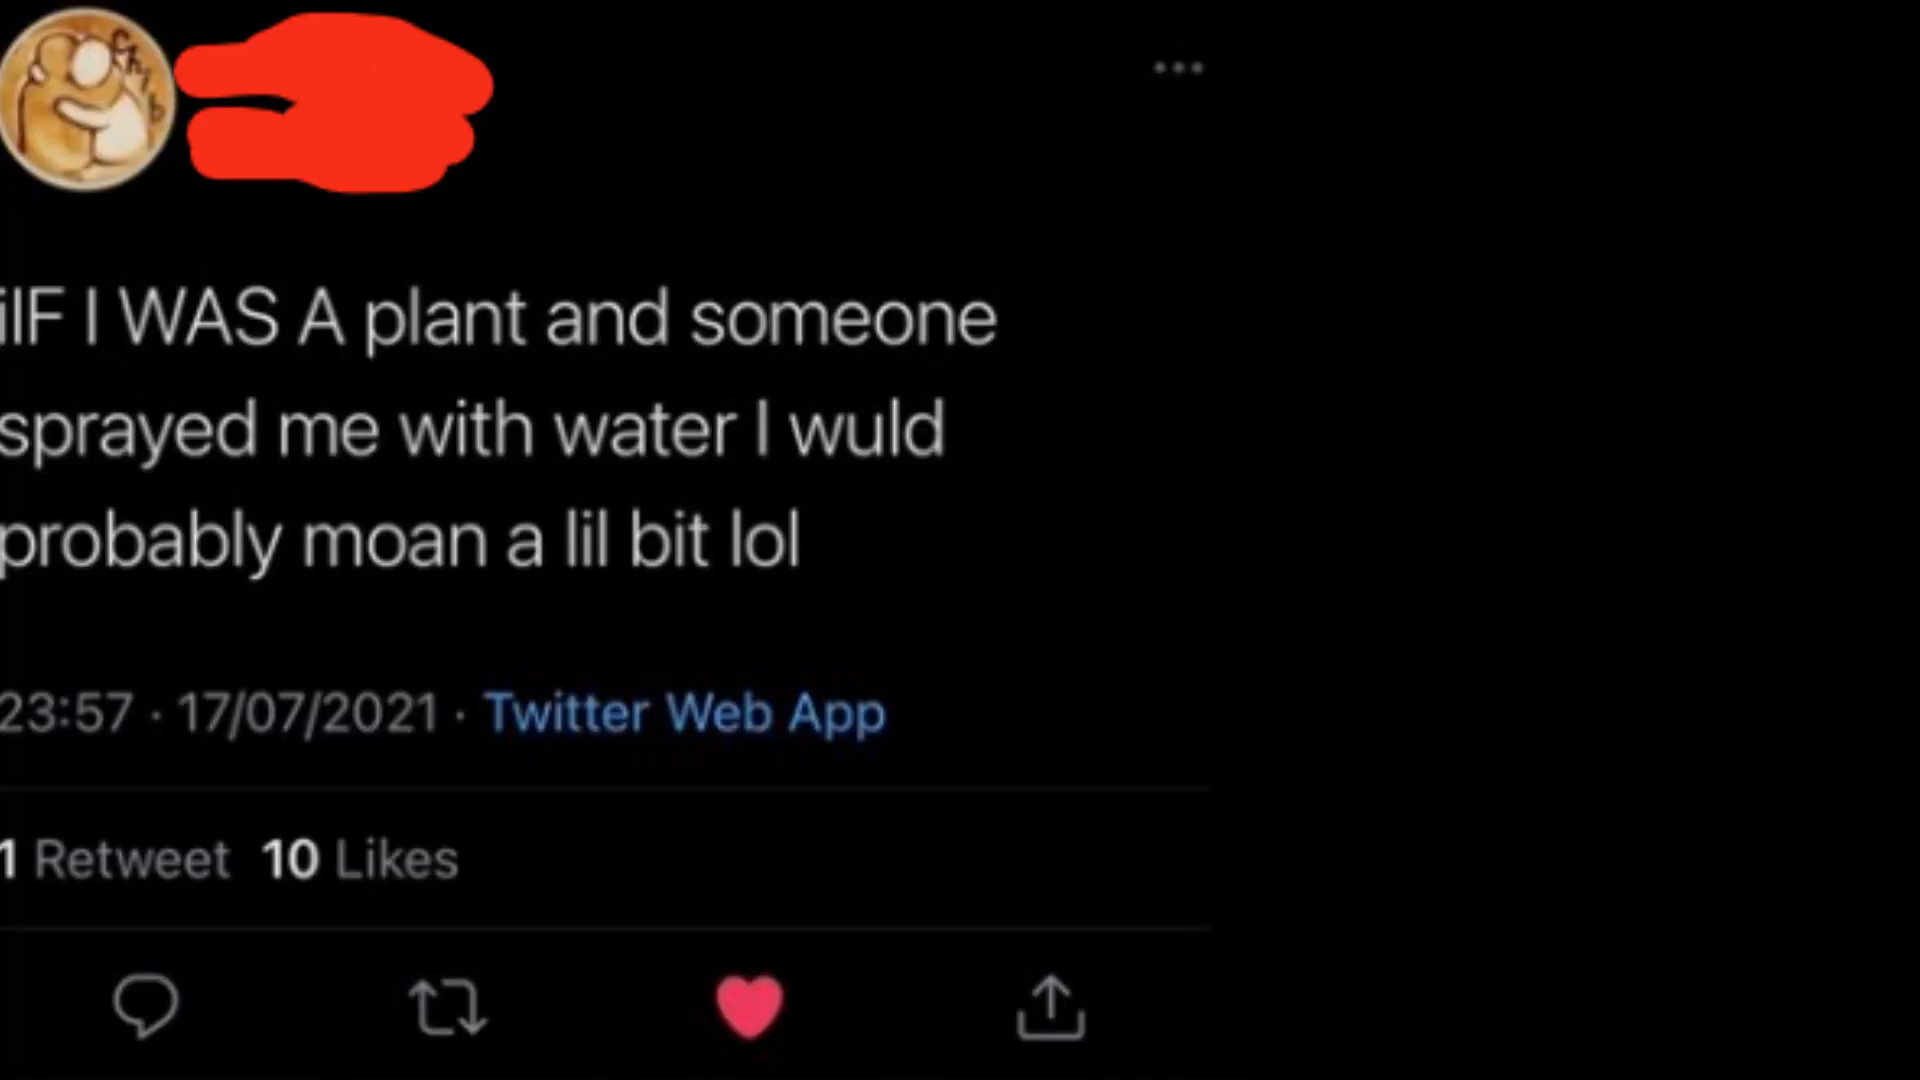 iIF I WAS A plant and someone
sprayed me with water I wuld
probably moan a lil bit lol
23:57 · 17/07/2021 · Twitter Web App
1 Retweet 10 Likes